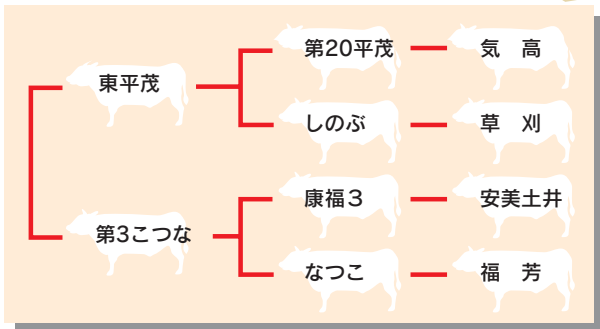 東平茂
第20平茂
気　高
しのぶ
草　刈
第3こつな
康福３
安美土井
なつこ
福　芳